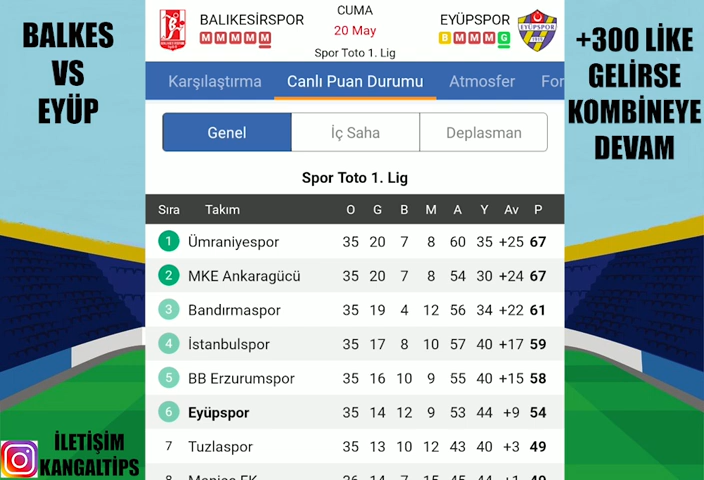 BALKES
VS
EYÜP
BALIKESİRSPOR
M M M M M
CUMA
20 May
Spor Toto 1. Lig
EYÜPSPOR
B M M M G
+300 LİKE
GELİRSE
KOMBİNEYE
DEVAM
Karşılaştırma Canlı Puan Durumu Atmosfer For
Genel İç Saha Deplasman
Spor Toto 1. Lig
Sıra Takım O G B M A Y Av P
1 Ümraniyespor 35 20 7 8 60 35 +25 67
2 MKE Ankaragücü 35 20 7 8 54 30 +24 67
3 Bandırmaspor 35 19 4 12 56 34 +22 61
4 İstanbulspor 35 17 8 10 57 40 +17 59
5 BB Erzurumspor 35 16 10 9 55 40 +15 58
6 Eyüpspor 35 14 12 9 53 44 +9 54
7 Tuzlaspor 35 13 10 12 43 40 +3 49
İLETİŞİM
KANGALTİPS